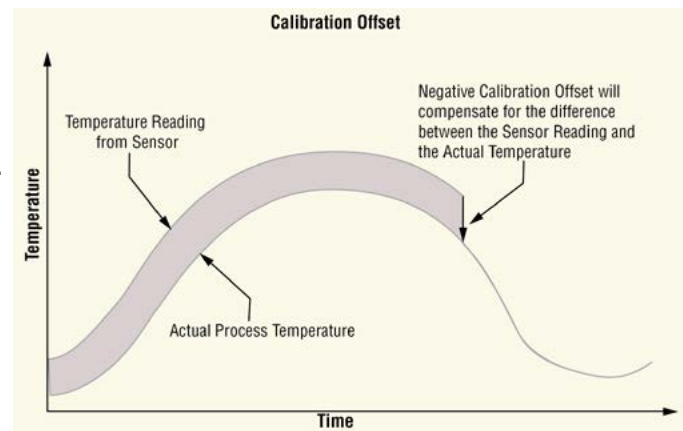 Calibration Offset
Negative Calibration Offset will
compensate for the difference
between the Sensor Reading and
the Actual Temperature
Temperature Reading
from Sensor
Temperature
Actual Process Temperature
Time